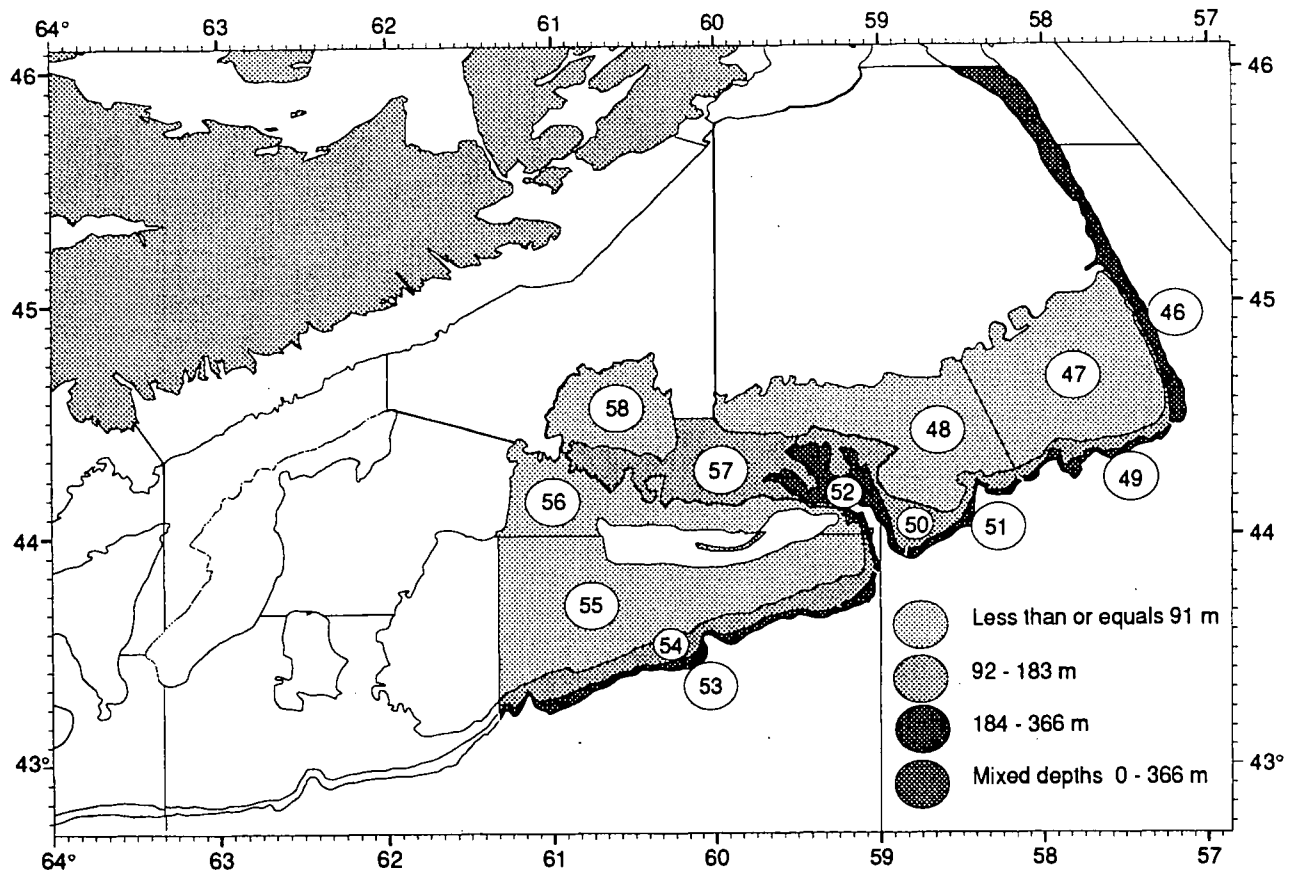 64° 63 62 61 60 59 58 57
46 46
45 45
46
47
58
48
57
49
56
52
50
51
44 44
55
Less than or equals 91 m
54
92 - 183 m
53
184 - 366 m
43° 43°
Mixed depths 0 - 366 m
64° 63 62 61 60 59 58 57